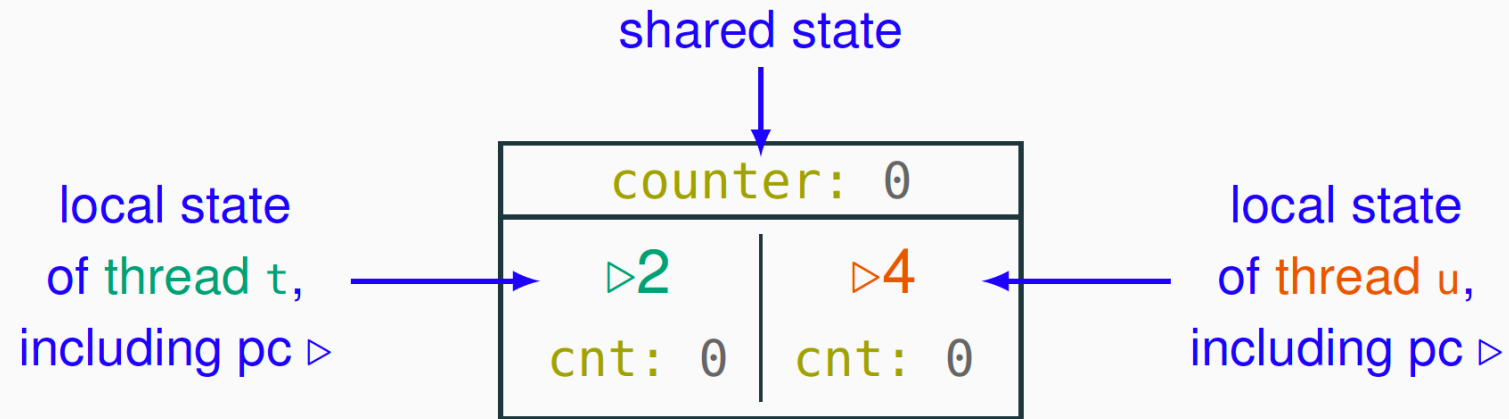 shared state
counter: 0
local state
of thread t,
including pc ▷
▷2
cnt: 0
▷4
cnt: 0
local state
of thread u,
including pc ▷